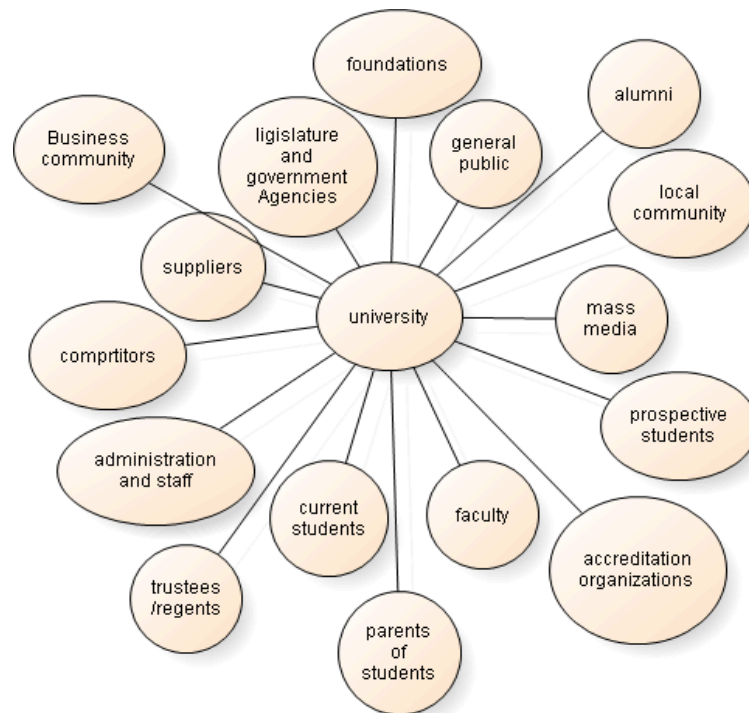 foundations
alumni
Business
community
ligislature
and
government
Agencies
general
public
local
community
suppliers
university
mass
media
comprtitors
prospective
students
administration
and staff
current
students
faculty
accreditation
organizations
trustees
/regents
parents
of
students